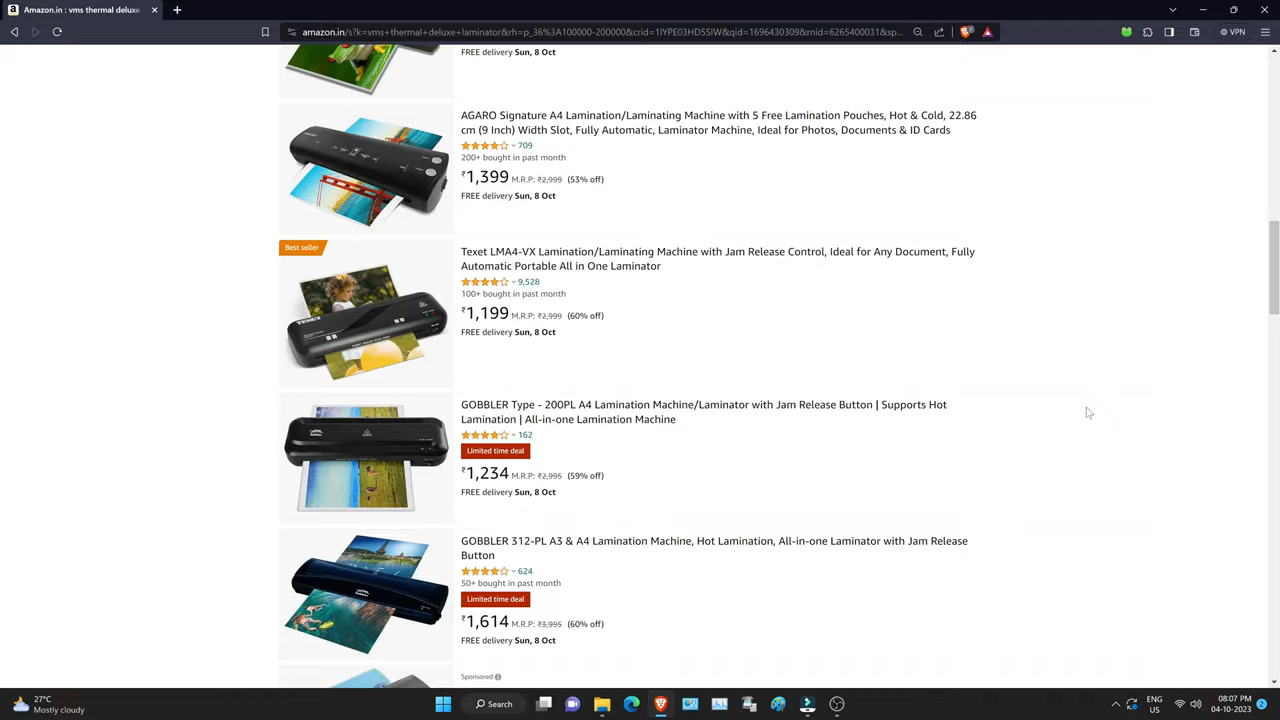 Amazon.in : vms thermal deluxe
amazon.in/s?k=vms+thermal+deluxe+laminator&rh=p_36%3A100000-200000&crid=1IYPE03HD5SIW&qid=1696430309&rnid=6265400031&sp...
VPN
FREE delivery Sun, 8 Oct
AGARO Signature A4 Lamination/Laminating Machine with 5 Free Lamination Pouches, Hot & Cold, 22.86
cm (9 Inch) Width Slot, Fully Automatic, Laminator Machine, Ideal for Photos, Documents & ID Cards
709
200+ bought in past month
₹1,399 M.R.P: ₹2,999 (53% off)
FREE delivery Sun, 8 Oct
Best seller
Texet LMA4-VX Lamination/Laminating Machine with Jam Release Control, Ideal for Any Document, Fully
Automatic Portable All in One Laminator
9,528
100+ bought in past month
₹1,199 M.R.P: ₹2,999 (60% off)
FREE delivery Sun, 8 Oct
TEXET
GOBBLER Type - 200PL A4 Lamination Machine/Laminator with Jam Release Button | Supports Hot
Lamination | All-in-one Lamination Machine
162
Limited time deal
₹1,234 M.R.P: ₹2,995 (59% off)
FREE delivery Sun, 8 Oct
GOBBLER 312-PL A3 & A4 Lamination Machine, Hot Lamination, All-in-one Laminator with Jam Release
Button
624
50+ bought in past month
Limited time deal
₹1,614 M.R.P: ₹3,995 (60% off)
FREE delivery Sun, 8 Oct
Sponsored
27°C
Mostly cloudy
Search
ENG
US
08:07 PM
04-10-2023
2